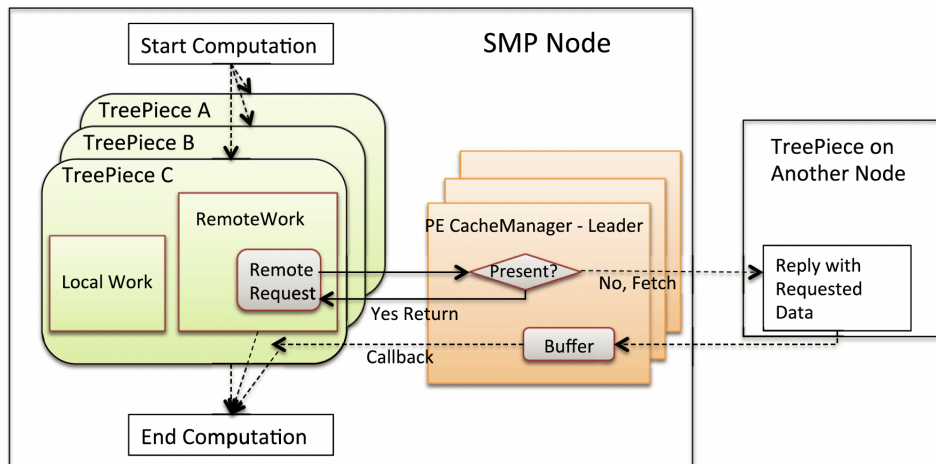 Start Computation
SMP Node
TreePiece A
TreePiece B
TreePiece C
RemoteWork
Local Work
Remote
Request
PE CacheManager - Leader
Present?
No, Fetch
Yes Return
Buffer
Callback
TreePiece on
Another Node
Reply with
Requested
Data
End Computation